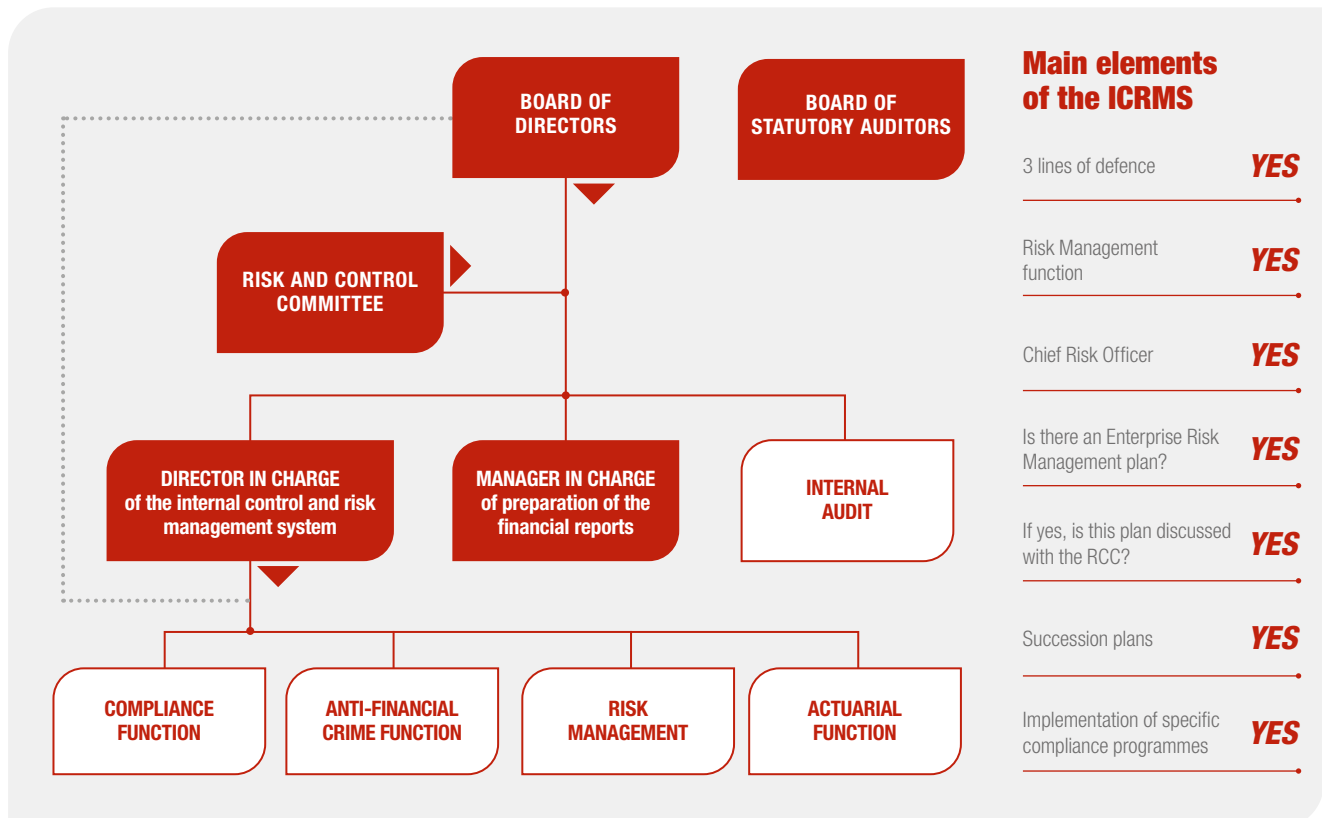 BOARD OF
DIRECTORS
BOARD OF
STATUTORY AUDITORS
RISK AND CONTROL
COMMITTEE
DIRECTOR IN CHARGE
of the internal control and risk
management system
MANAGER IN CHARGE
of preparation of the
financial reports
INTERNAL
AUDIT
COMPLIANCE
FUNCTION
ANTI-FINANCIAL
CRIME FUNCTION
RISK
MANAGEMENT
ACTUARIAL
FUNCTION
Main elements
of the ICRMS
3 lines of defence YES
Risk Management
function YES
Chief Risk Officer YES
Is there an Enterprise Risk
Management plan? YES
If yes, is this plan discussed
with the RCC? YES
Succession plans YES
Implementation of specific
compliance programmes YES